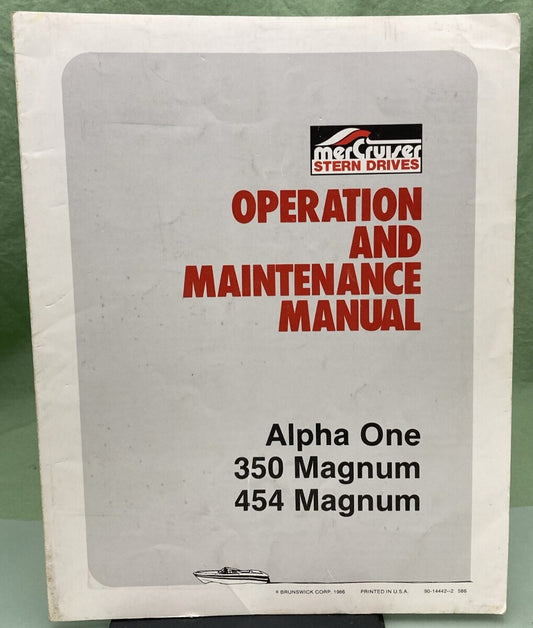 merCruiser
STERN DRIVES
OPERATION
AND
MAINTENANCE
MANUAL
Alpha One
350 Magnum
454 Magnum
© BRUNSWICK CORP. 1986 PRINTED IN U.S.A. 90-14442--2 586